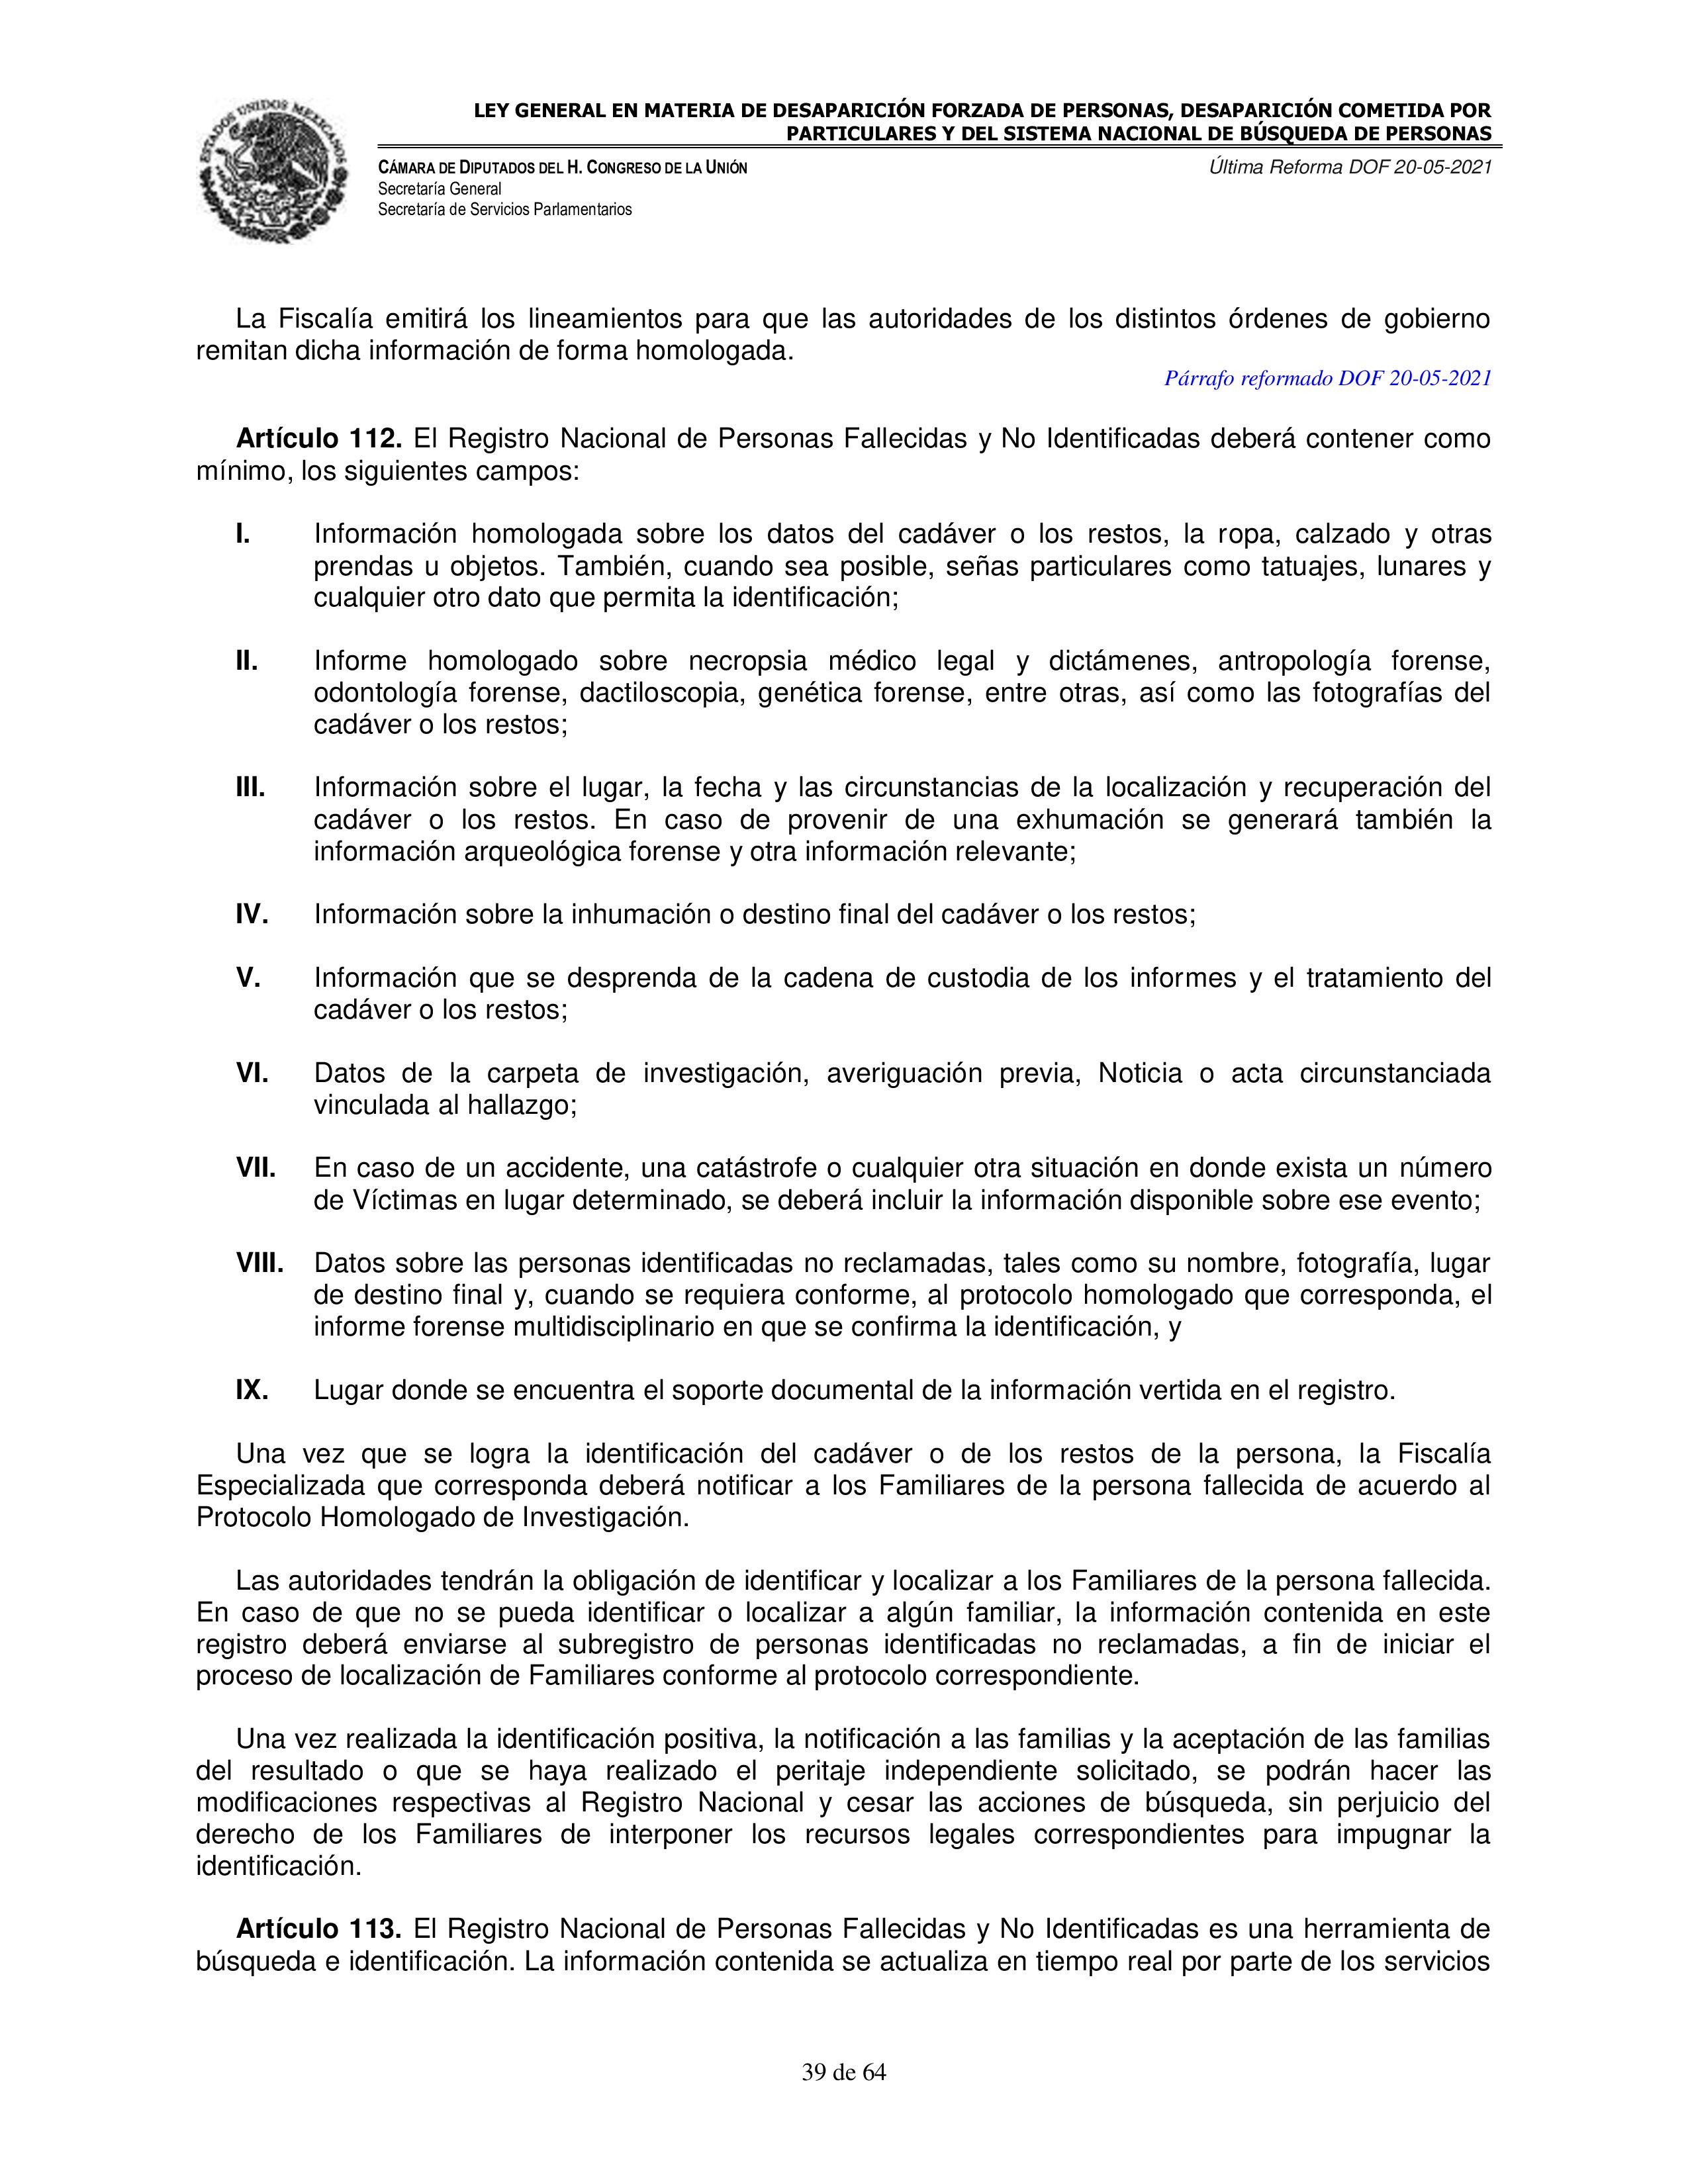 ESTADOS UNIDOS MEXICANOS
LEY GENERAL EN MATERIA DE DESAPARICIÓN FORZADA DE PERSONAS, DESAPARICIÓN COMETIDA POR
PARTICULARES Y DEL SISTEMA NACIONAL DE BÚSQUEDA DE PERSONAS
CÁMARA DE DIPUTADOS DEL H. CONGRESO DE LA UNIÓN
Última Reforma DOF 20-05-2021
Secretaría General
Secretaría de Servicios Parlamentarios
La Fiscalía emitirá los lineamientos para que las autoridades de los distintos órdenes de gobierno
remitan dicha información de forma homologada.
Párrafo reformado DOF 20-05-2021
Artículo 112. El Registro Nacional de Personas Fallecidas y No Identificadas deberá contener como
mínimo, los siguientes campos:
I. Información homologada sobre los datos del cadáver o los restos, la ropa, calzado y otras
prendas u objetos. También, cuando sea posible, señas particulares como tatuajes, lunares y
cualquier otro dato que permita la identificación;
II. Informe homologado sobre necropsia médico legal y dictámenes, antropología forense,
odontología forense, dactiloscopia, genética forense, entre otras, así como las fotografías del
cadáver o los restos;
III. Información sobre el lugar, la fecha y las circunstancias de la localización y recuperación del
cadáver o los restos. En caso de provenir de una exhumación se generará también la
información arqueológica forense y otra información relevante;
IV. Información sobre la inhumación o destino final del cadáver o los restos;
V. Información que se desprenda de la cadena de custodia de los informes y el tratamiento del
cadáver o los restos;
VI. Datos de la carpeta de investigación, averiguación previa, Noticia o acta circunstanciada
vinculada al hallazgo;
VII. En caso de un accidente, una catástrofe o cualquier otra situación en donde exista un número
de Víctimas en lugar determinado, se deberá incluir la información disponible sobre ese evento;
VIII. Datos sobre las personas identificadas no reclamadas, tales como su nombre, fotografía, lugar
de destino final y, cuando se requiera conforme, al protocolo homologado que corresponda, el
informe forense multidisciplinario en que se confirma la identificación, y
IX. Lugar donde se encuentra el soporte documental de la información vertida en el registro.
Una vez que se logra la identificación del cadáver o de los restos de la persona, la Fiscalía
Especializada que corresponda deberá notificar a los Familiares de la persona fallecida de acuerdo al
Protocolo Homologado de Investigación.
Las autoridades tendrán la obligación de identificar y localizar a los Familiares de la persona fallecida.
En caso de que no se pueda identificar o localizar a algún familiar, la información contenida en este
registro deberá enviarse al subregistro de personas identificadas no reclamadas, a fin de iniciar el
proceso de localización de Familiares conforme al protocolo correspondiente.
Una vez realizada la identificación positiva, la notificación a las familias y la aceptación de las familias
del resultado o que se haya realizado el peritaje independiente solicitado, se podrán hacer las
modificaciones respectivas al Registro Nacional y cesar las acciones de búsqueda, sin perjuicio del
derecho de los Familiares de interponer los recursos legales correspondientes para impugnar la
identificación.
Artículo 113. El Registro Nacional de Personas Fallecidas y No Identificadas es una herramienta de
búsqueda e identificación. La información contenida se actualiza en tiempo real por parte de los servicios
39 de 64